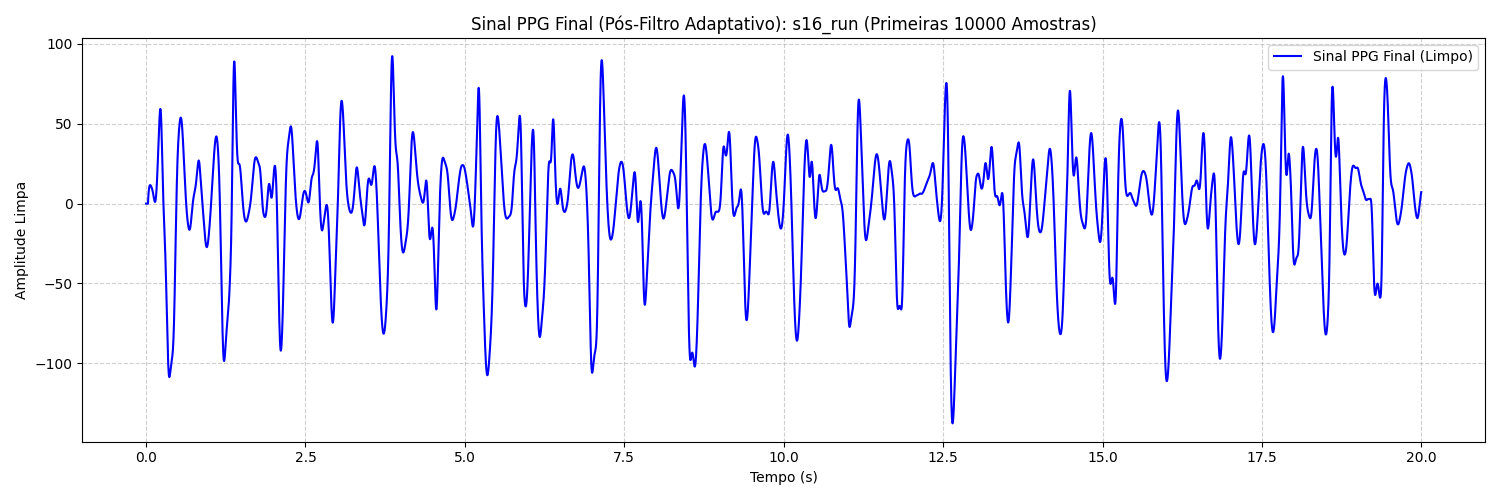 Sinal PPG Final (Pós-Filtro Adaptativo): s16_run (Primeiras 10000 Amostras)
Sinal PPG Final (Limpo)
Amplitude Limpa
100
50
0
−50
−100
0.0 2.5 5.0 7.5 10.0 12.5 15.0 17.5 20.0
Tempo (s)